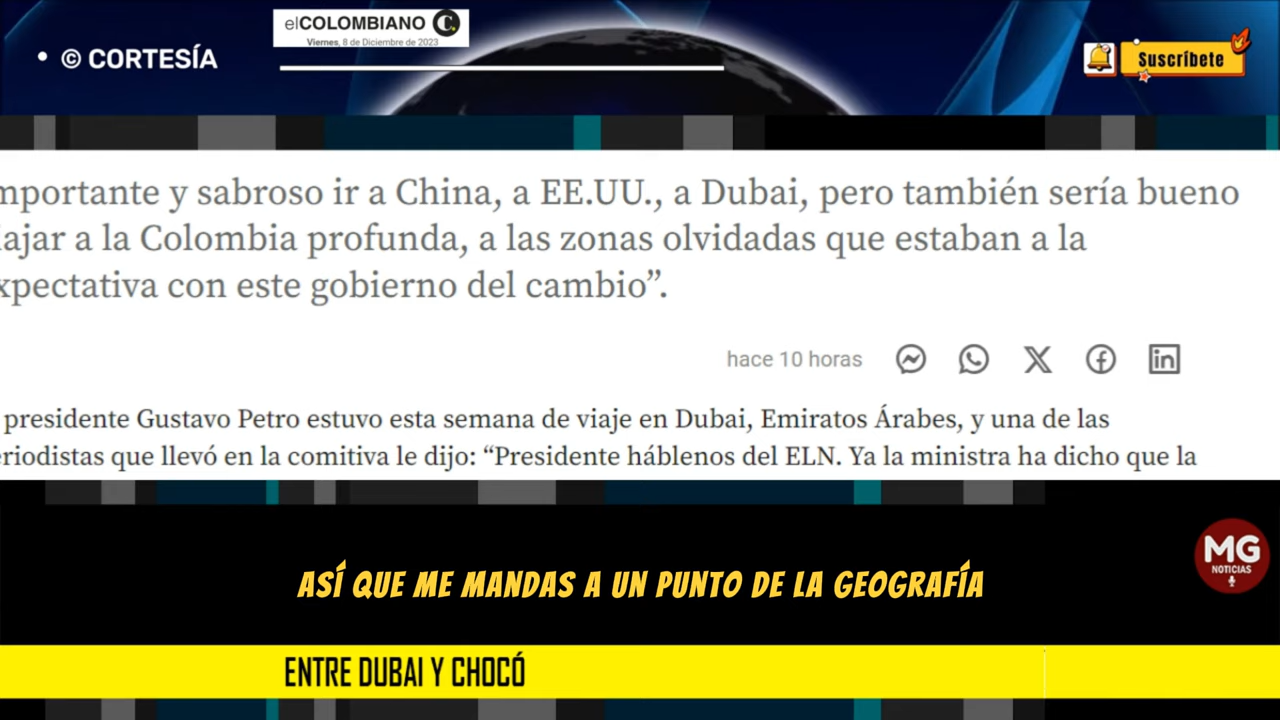 elCOLOMBIANO C
Viernes, 8 de Diciembre de 2023
• © CORTESÍA
Suscríbete
mportante y sabroso ir a China, a EE.UU., a Dubai, pero también sería bueno
iajar a la Colombia profunda, a las zonas olvidadas que estaban a la
xpectativa con este gobierno del cambio”.
hace 10 horas
presidente Gustavo Petro estuvo esta semana de viaje en Dubai, Emiratos Árabes, y una de las
eriodistas que llevó en la comitiva le dijo: “Presidente háblenos del ELN. Ya la ministra ha dicho que la
MG
NOTICIAS
ASÍ QUE ME MANDAS A UN PUNTO DE LA GEOGRAFÍA
ENTRE DUBAI Y CHOCÓ